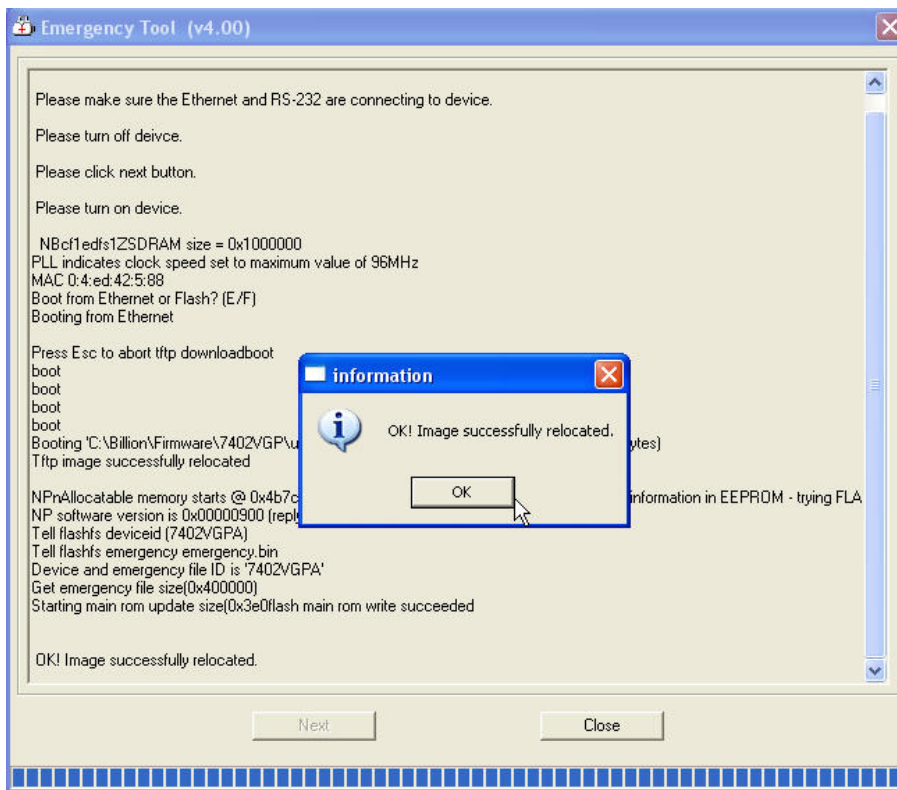 Emergency Tool (v4.00)
Please make sure the Ethernet and RS-232 are connecting to device.
Please turn off deivce.
Please click next button.
Please turn on device.
NBcf1edfs1ZSDRAM size = 0x1000000
PLL indicates clock speed set to maximum value of 96MHz
MAC 0:4:ed:42:5:88
Boot from Ethernet or Flash? (E/F)
Booting from Ethernet
Press Esc to abort tftp downloadboot
boot
boot
boot
boot
Booting 'C:\Billion\Firmware\7402VGP\u ytes)
Tftp image successfully relocated
NPnAllocatable memory starts @ 0x4b7c information in EEPROM - trying FLA
NP software version is 0x00000900 (repl
Tell flashfs deviceid (7402VGPA)
Tell flashfs emergency emergency.bin
Device and emergency file ID is '7402VGPA'
Get emergency file size(0x400000)
Starting main rom update size(0x3e0flash main rom write succeeded
OK! Image successfully relocated.
information
OK! Image successfully relocated.
OK
Next
Close